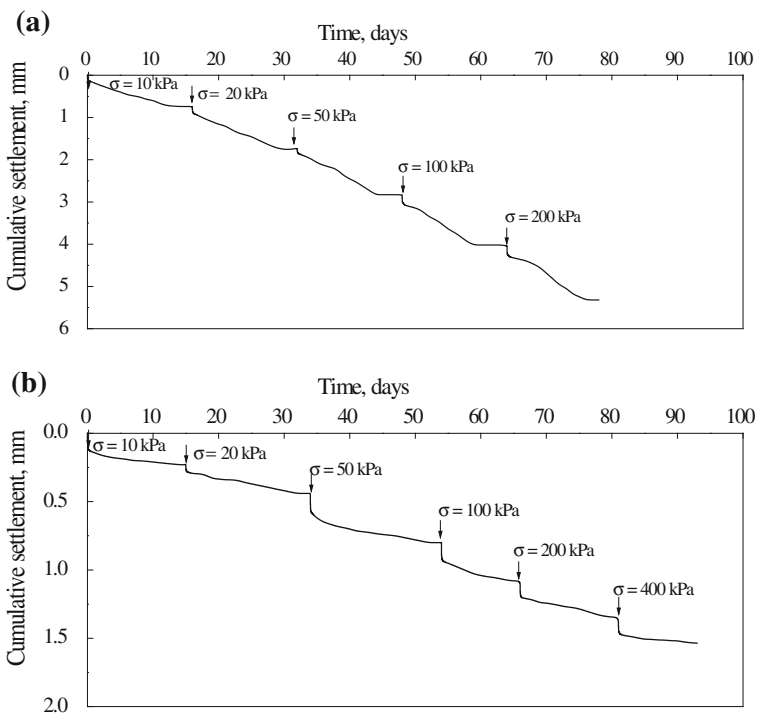 (a)
Time, days
0 10 20 30 40 50 60 70 80 90 100
Cumulative settlement, mm
0
1
2
3
4
5
6
σ = 10 kPa
σ = 20 kPa
σ = 50 kPa
σ = 100 kPa
σ = 200 kPa
(b)
Time, days
0 10 20 30 40 50 60 70 80 90 100
Cumulative settlement, mm
0.0
0.5
1.0
1.5
2.0
σ = 10 kPa
σ = 20 kPa
σ = 50 kPa
σ = 100 kPa
σ = 200 kPa
σ = 400 kPa